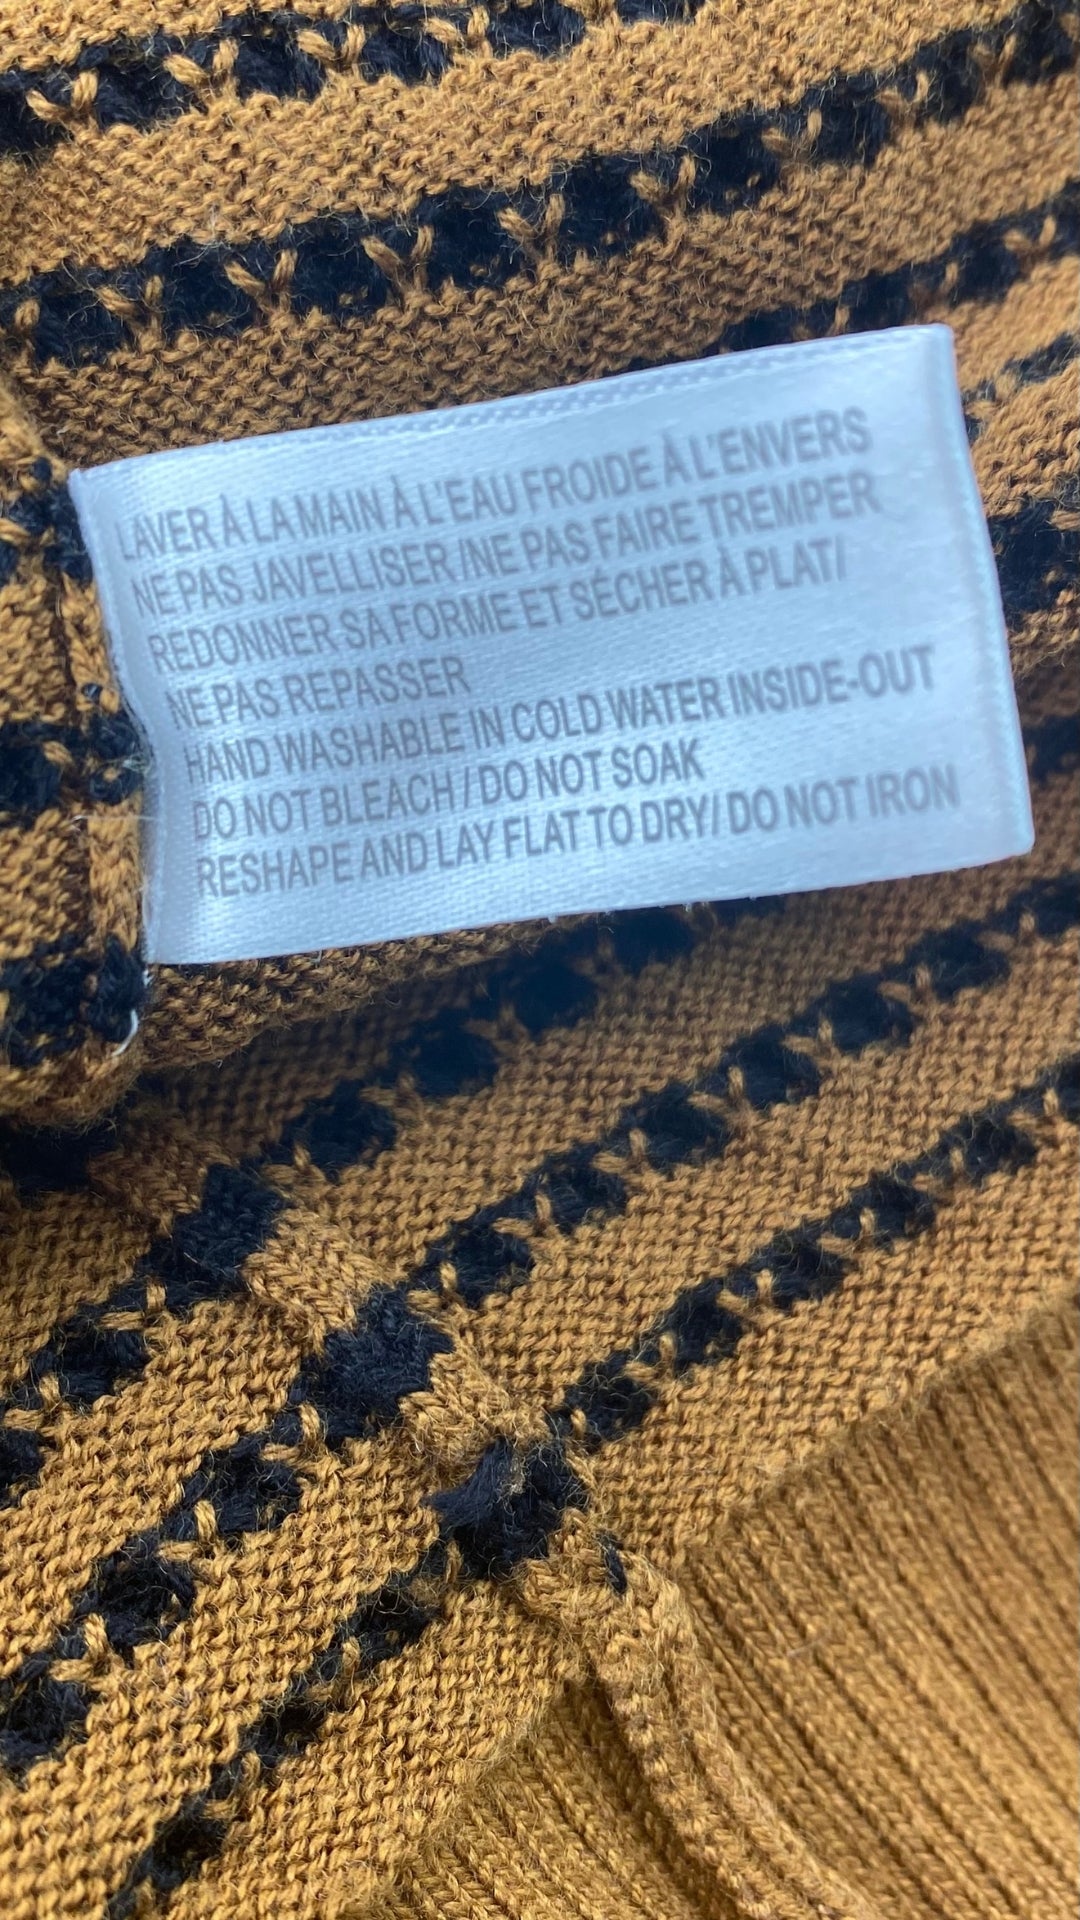 LAVER À LA MAIN À L'EAU FROIDE À L'ENVERS
NE PAS JAVELLISER /NE PAS FAIRE TREMPER
REDONNER SA FORME ET SÉCHER À PLAT/
NE PAS REPASSER
HAND WASHABLE IN COLD WATER INSIDE-OUT
DO NOT BLEACH / DO NOT SOAK
RESHAPE AND LAY FLAT TO DRY/ DO NOT IRON